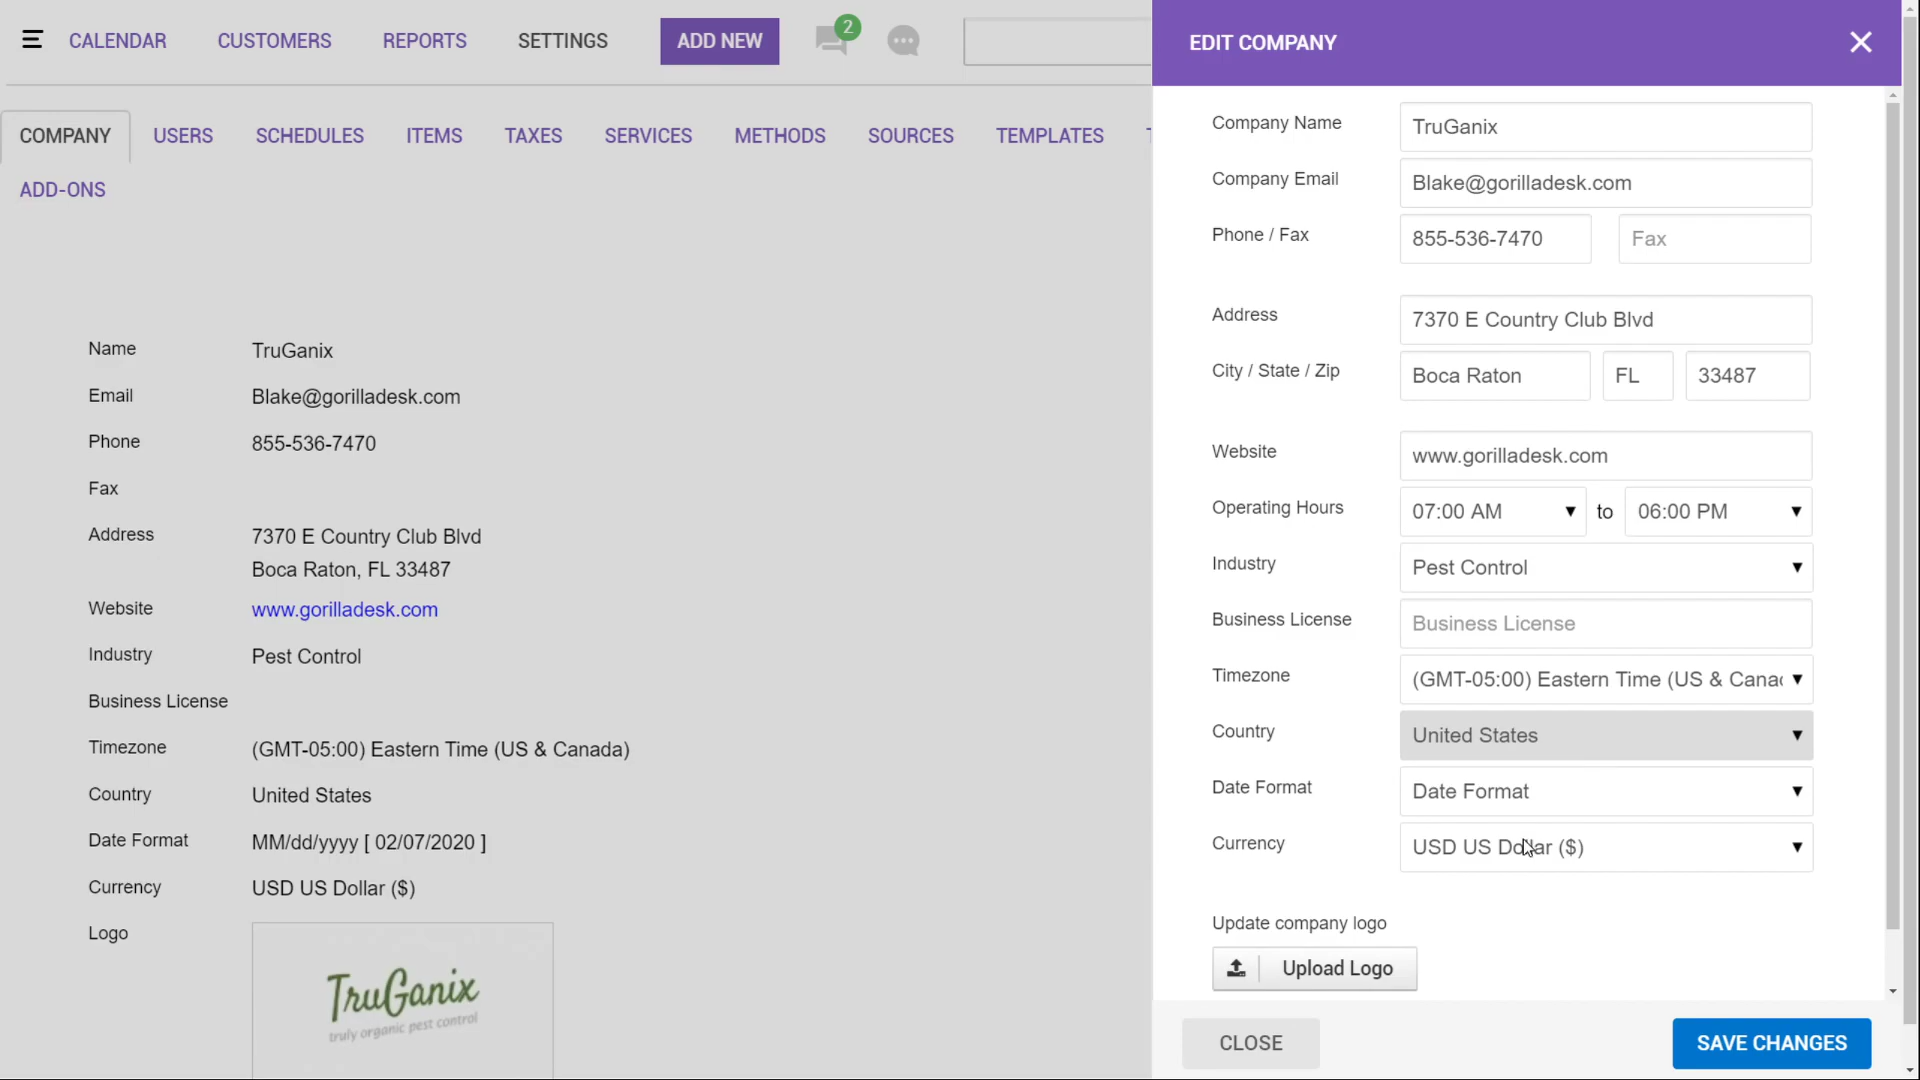 CALENDAR CUSTOMERS REPORTS SETTINGS ADD NEW 2
COMPANY USERS SCHEDULES ITEMS TAXES SERVICES METHODS SOURCES TEMPLATES
ADD-ONS
Name TruGanix
Email Blake@gorilladesk.com
Phone 855-536-7470
Fax
Address 7370 E Country Club Blvd
Boca Raton, FL 33487
Website www.gorilladesk.com
Industry Pest Control
Business License
Timezone (GMT-05:00) Eastern Time (US & Canada)
Country United States
Date Format MM/dd/yyyy [ 02/07/2020 ]
Currency USD US Dollar ($)
Logo
TruGanix
truly organic pest control
EDIT COMPANY
Company Name TruGanix
Company Email Blake@gorilladesk.com
Phone / Fax 855-536-7470 Fax
Address 7370 E Country Club Blvd
City / State / Zip Boca Raton FL 33487
Website www.gorilladesk.com
Operating Hours 07:00 AM to 06:00 PM
Industry Pest Control
Business License Business License
Timezone (GMT-05:00) Eastern Time (US & Canac
Country United States
Date Format Date Format
Currency USD US Dollar ($)
Update company logo
Upload Logo
CLOSE SAVE CHANGES